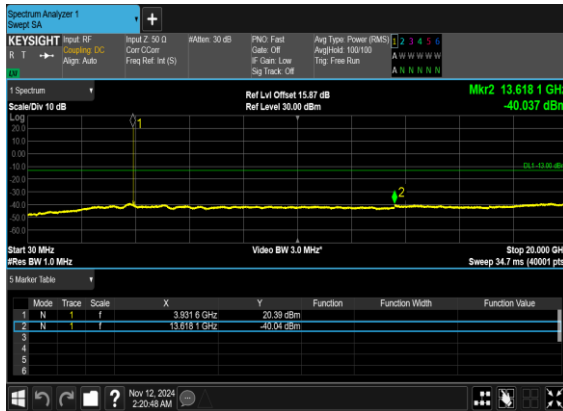 Spectrum Analyzer 1
Swept SA
+
KEYSIGHT Input: RF Input Z: 50 Ω #Atten: 30 dB PNO: Fast Avg Type: Power (RMS) 1 2 3 4 5 6
R T Coupling: DC Corr CCorr Gate: Off Avg|Hold: 100/100 A W W W W W
Align: Auto Freq Ref: Int (S) IF Gain: Low Trig: Free Run
Sig Track: Off A N N N N N
1 Spectrum
Ref Lvl Offset 15.87 dB Mkr2 13.618 1 GHz
Scale/Div 10 dB Ref Level 30.00 dBm -40.037 dBm
Log
20.0
10.0
0.00
-10.0
-20.0
-30.0
-40.0
-50.0
-60.0
1
DL1 -13.00 dBm
2
Start 30 MHz Video BW 3.0 MHz* Stop 20.000 GHz
#Res BW 1.0 MHz Sweep 34.7 ms (40001 pts)
5 Marker Table
Mode Trace Scale X Y Function Function Width Function Value
1 N 1 f 3.931 6 GHz 20.39 dBm
2 N 1 f 13.618 1 GHz -40.04 dBm
3
4
5
6
? Nov 12, 2024
2:20:48 AM